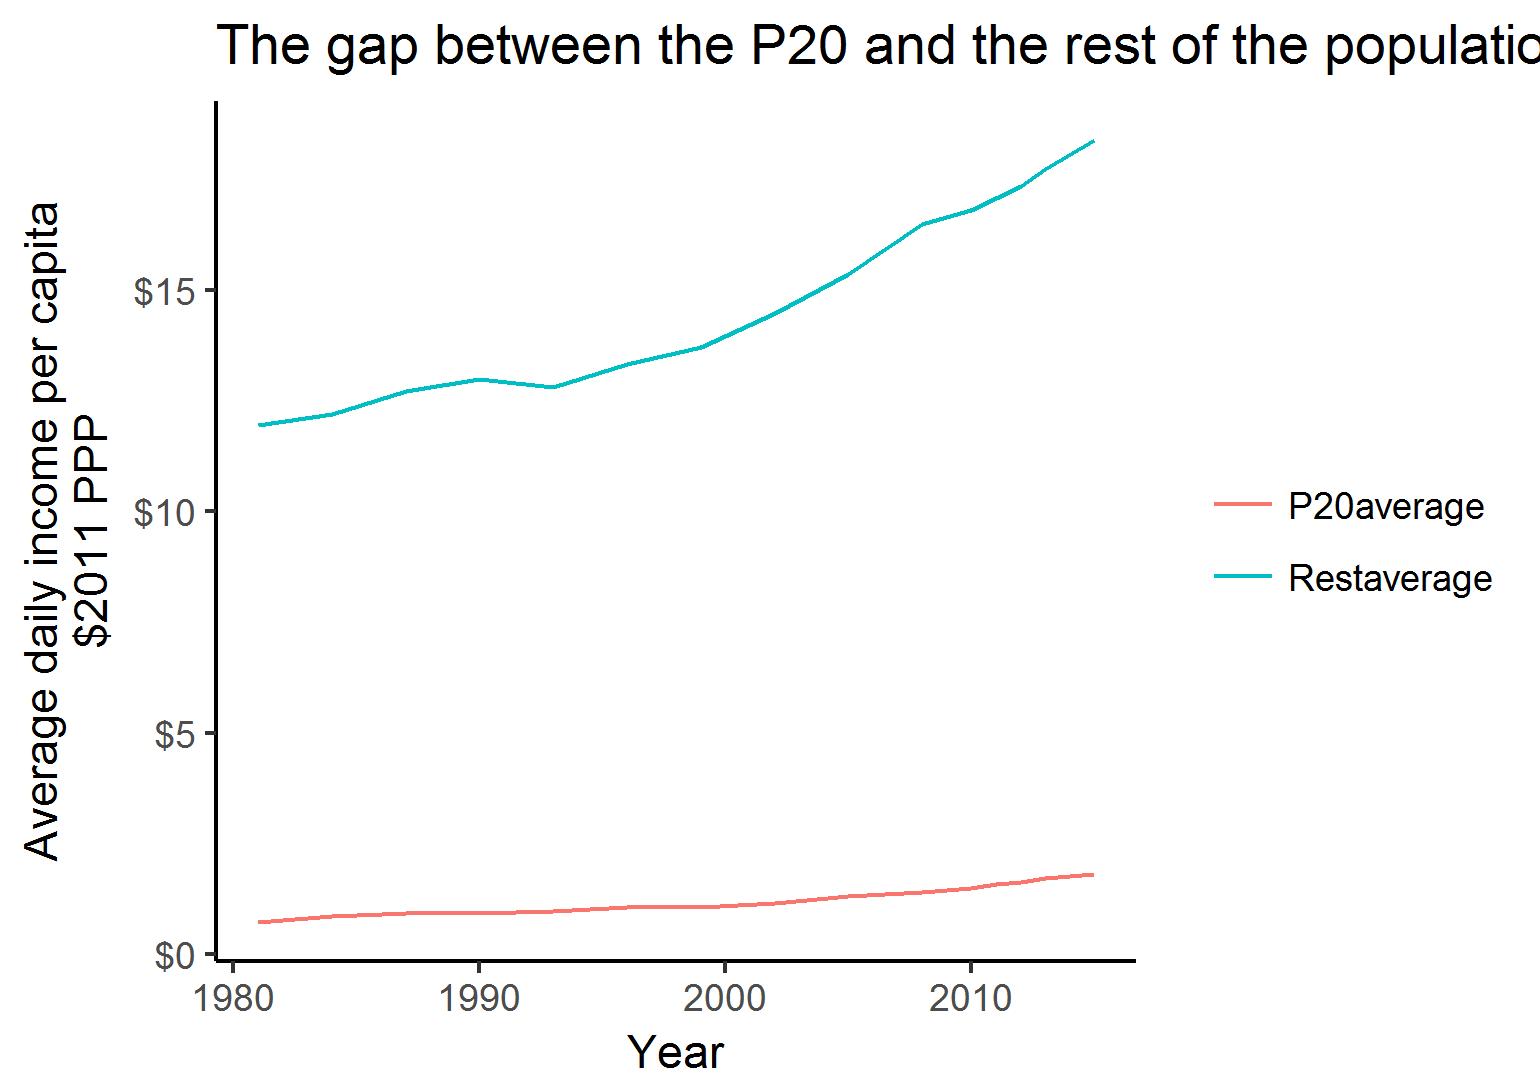 The gap between the P20 and the rest of the populatio
Average daily income per capita
$2011 PPP
$15
$10
$5
$0
1980 1990 2000 2010
Year
P20average
Restaverage